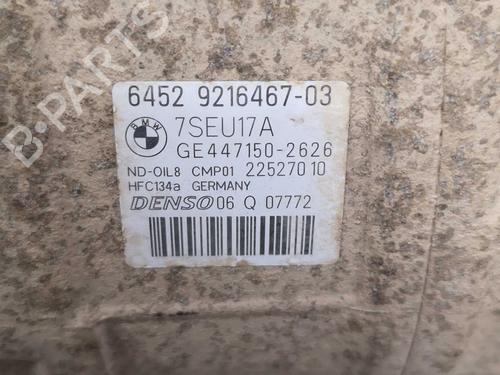 6452 9216467-03
BMW
7SEU17A
GE447150-2626
ND-OIL8 CMP01 22527010
HFC134a GERMANY
DENSO 06 Q 07772
B-PARTS